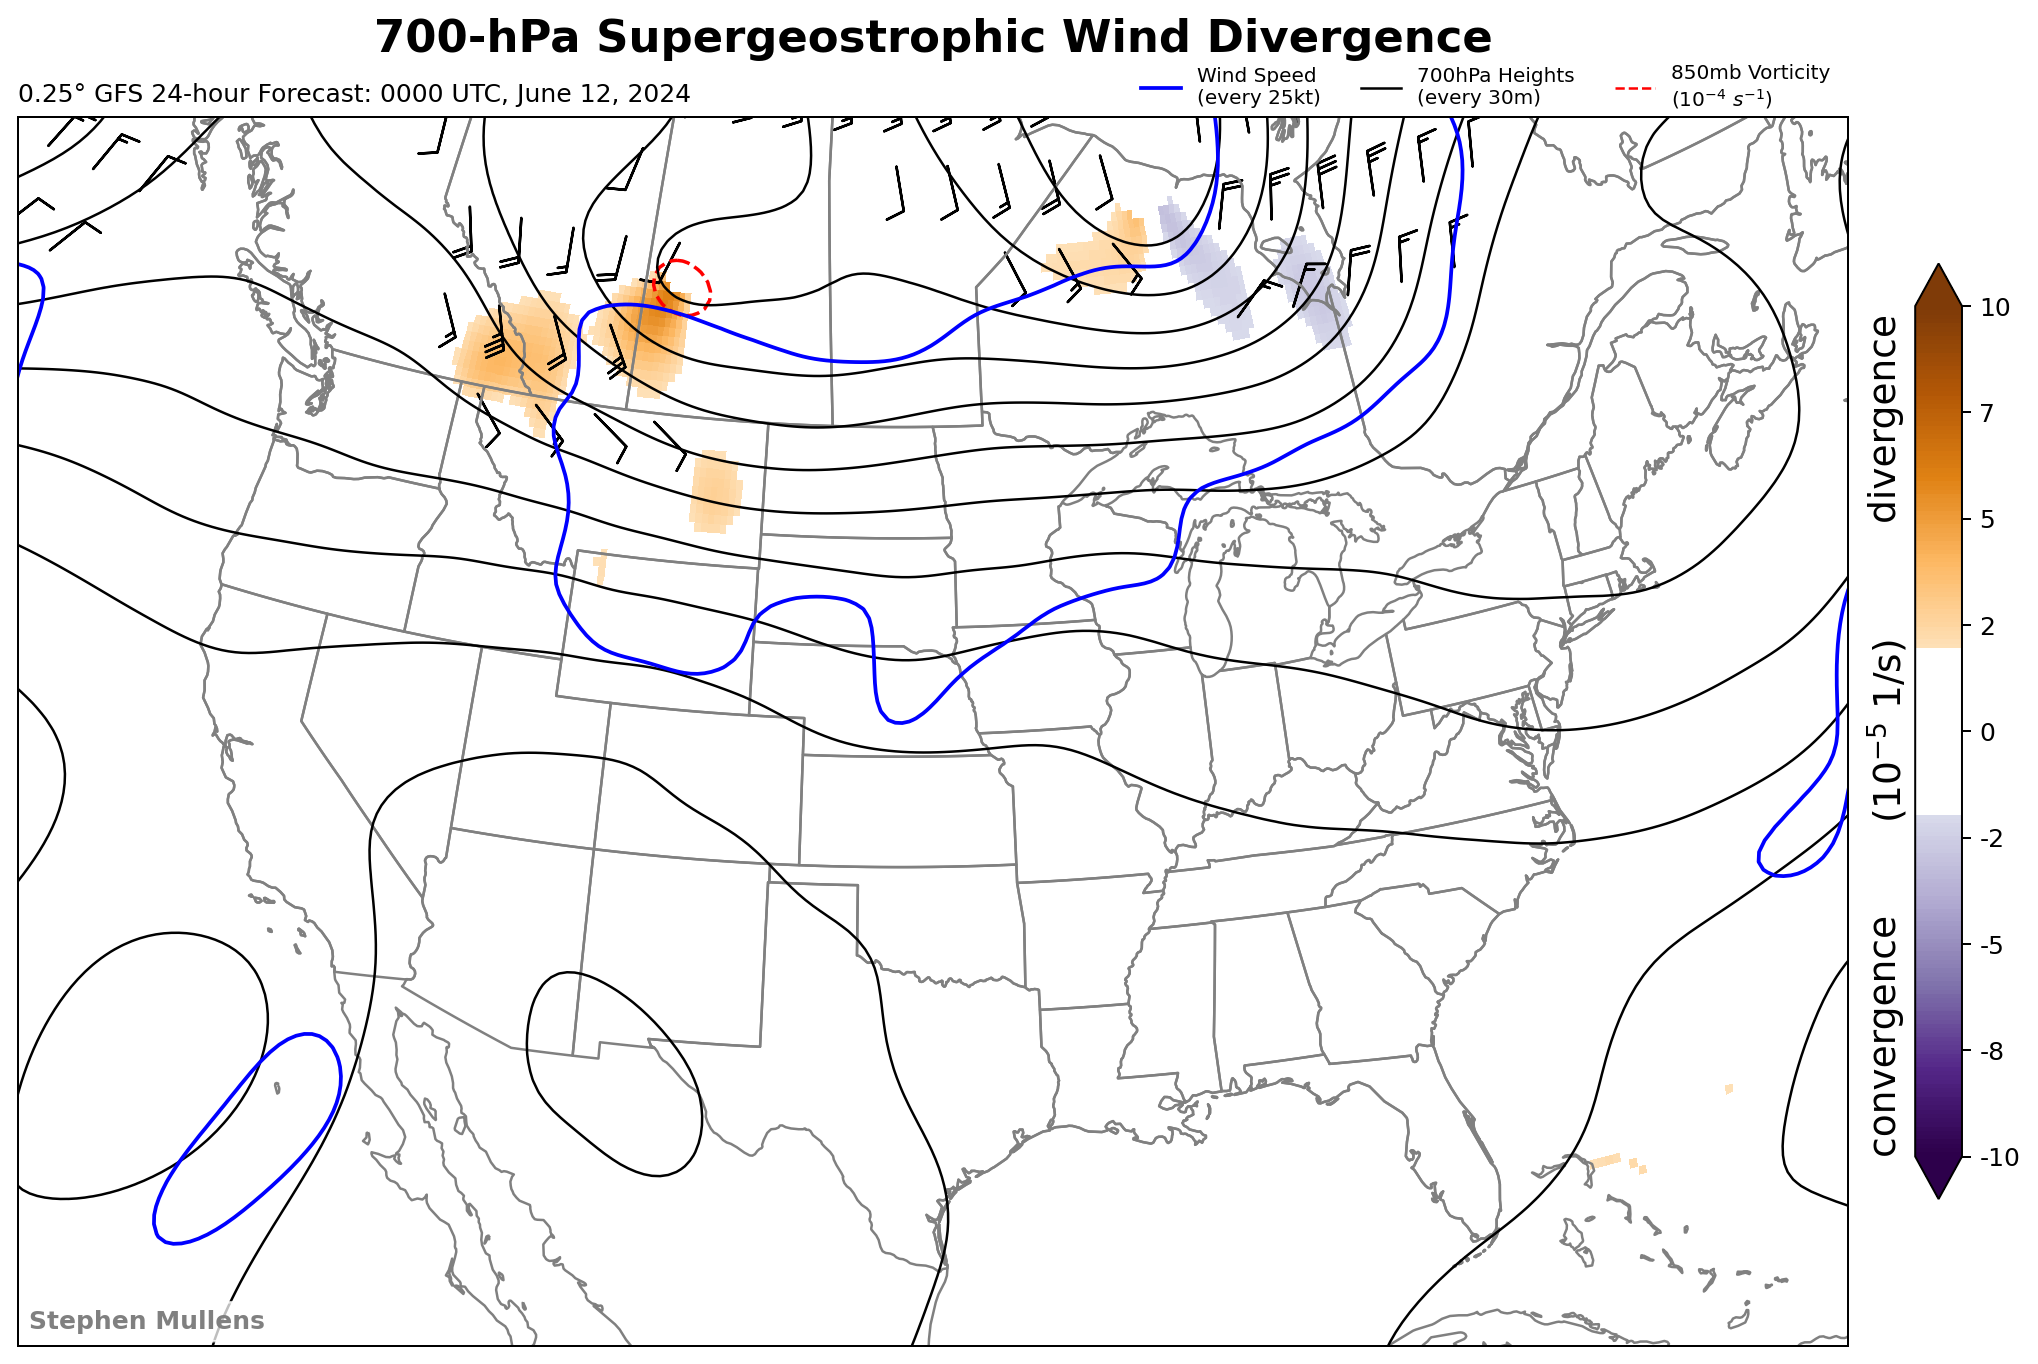 700-hPa Supergeostrophic Wind Divergence
0.25° GFS 24-hour Forecast: 0000 UTC, June 12, 2024
Wind Speed
(every 25kt)
700hPa Heights
(every 30m)
850mb Vorticity
(10⁻⁴ s⁻¹)
10
7
5
2
0
-2
-5
-8
-10
convergence (10⁻⁵ 1/s) divergence
Stephen Mullens